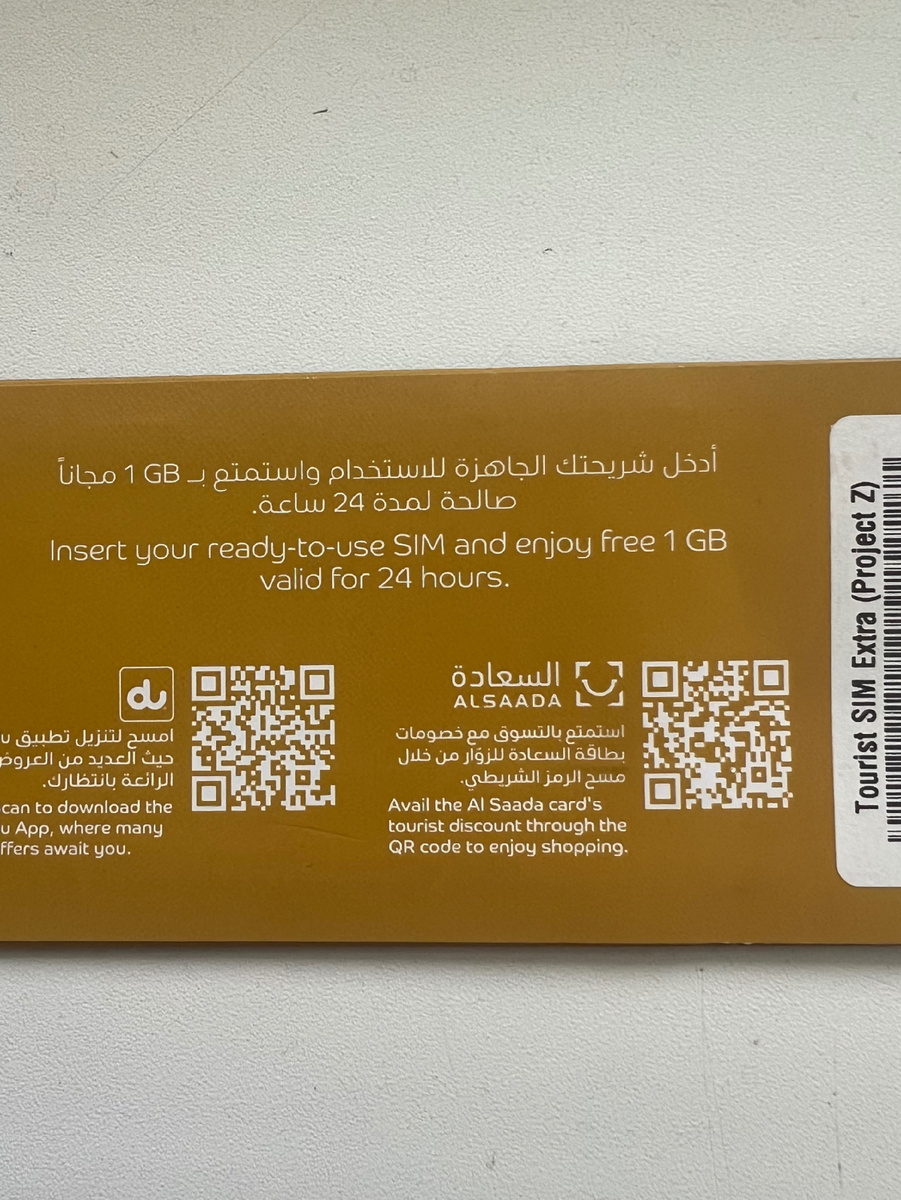 أدخل شريحتك الجاهزة للاستخدام واستمتع بـ 1 GB مجاناً
صالحة لمدة 24 ساعة.
Insert your ready-to-use SIM and enjoy free 1 GB
valid for 24 hours.
السعادة
ALSAADA
استمتع بالتسوق مع خصومات
بطاقة السعادة للزوّار من خلال
مسح الرمز الشريطي.
Avail the Al Saada card's
tourist discount through the
QR code to enjoy shopping.
du
امسح لتنزيل تطبيق u
حيث العديد من العروض
الرائعة بانتظارك.
can to download the
u App, where many
ffers await you.
Tourist SIM Extra (Project Z)